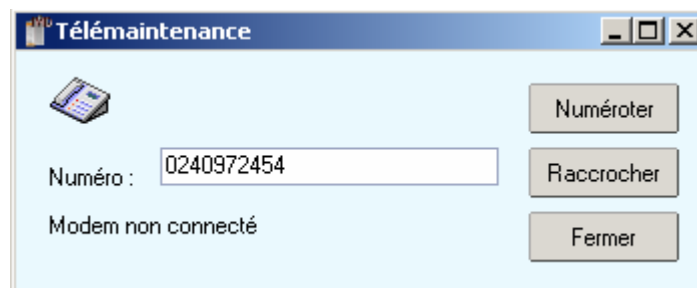 Télémaintenance
Numéroter
Numéro : 0240972454
Raccrocher
Modem non connecté
Fermer